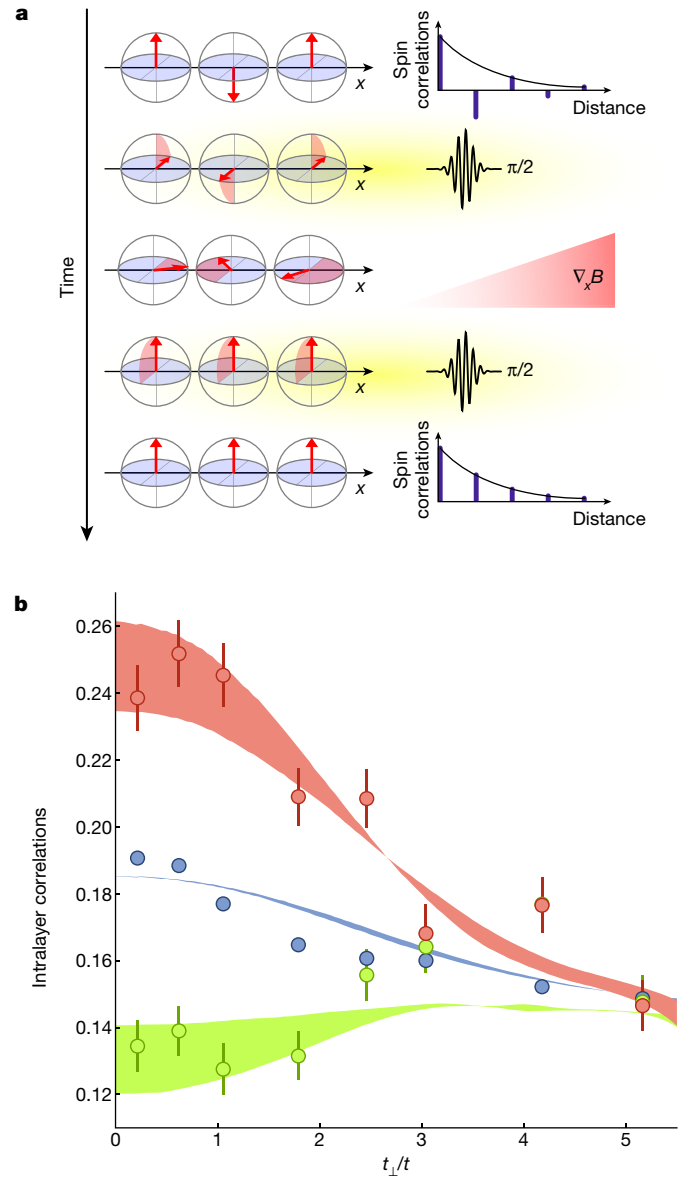 a
Time
x
Spin
correlations
Distance
x
π/2
x
∇ₓB
x
π/2
x
Spin
correlations
Distance
b
Intralayer correlations
0.26
0.24
0.22
0.20
0.18
0.16
0.14
0.12
0
1
2
3
4
5
t⊥/t